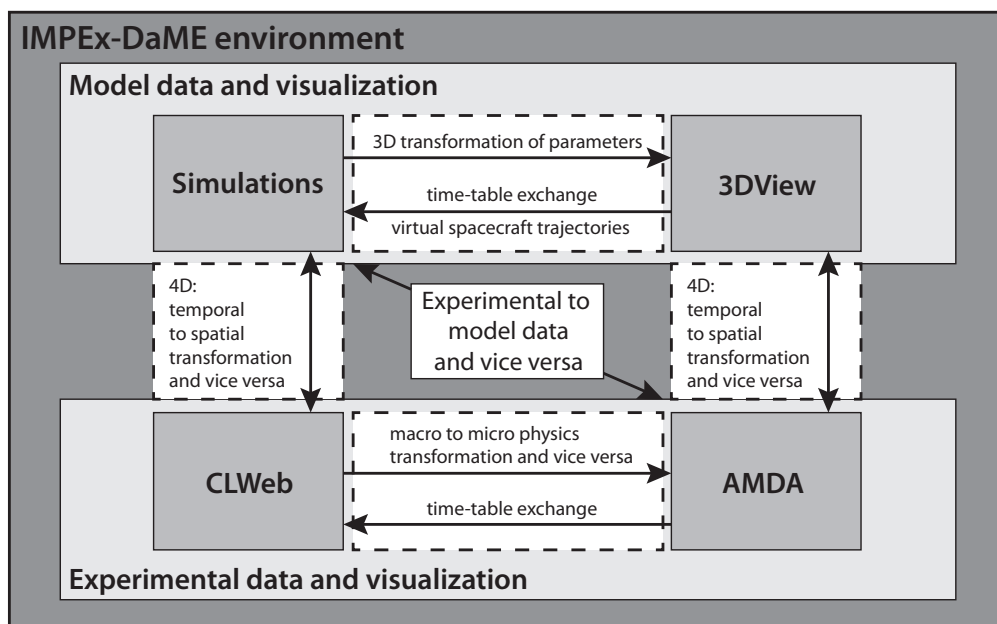 IMPEx-DaME environment
Model data and visualization
Simulations
3D transformation of parameters
time-table exchange
virtual spacecraft trajectories
3DView
4D:
temporal
to spatial
transformation
and vice versa
Experimental to
model data
and vice versa
4D:
temporal
to spatial
transformation
and vice versa
CLWeb
macro to micro physics
transformation and vice versa
time-table exchange
AMDA
Experimental data and visualization